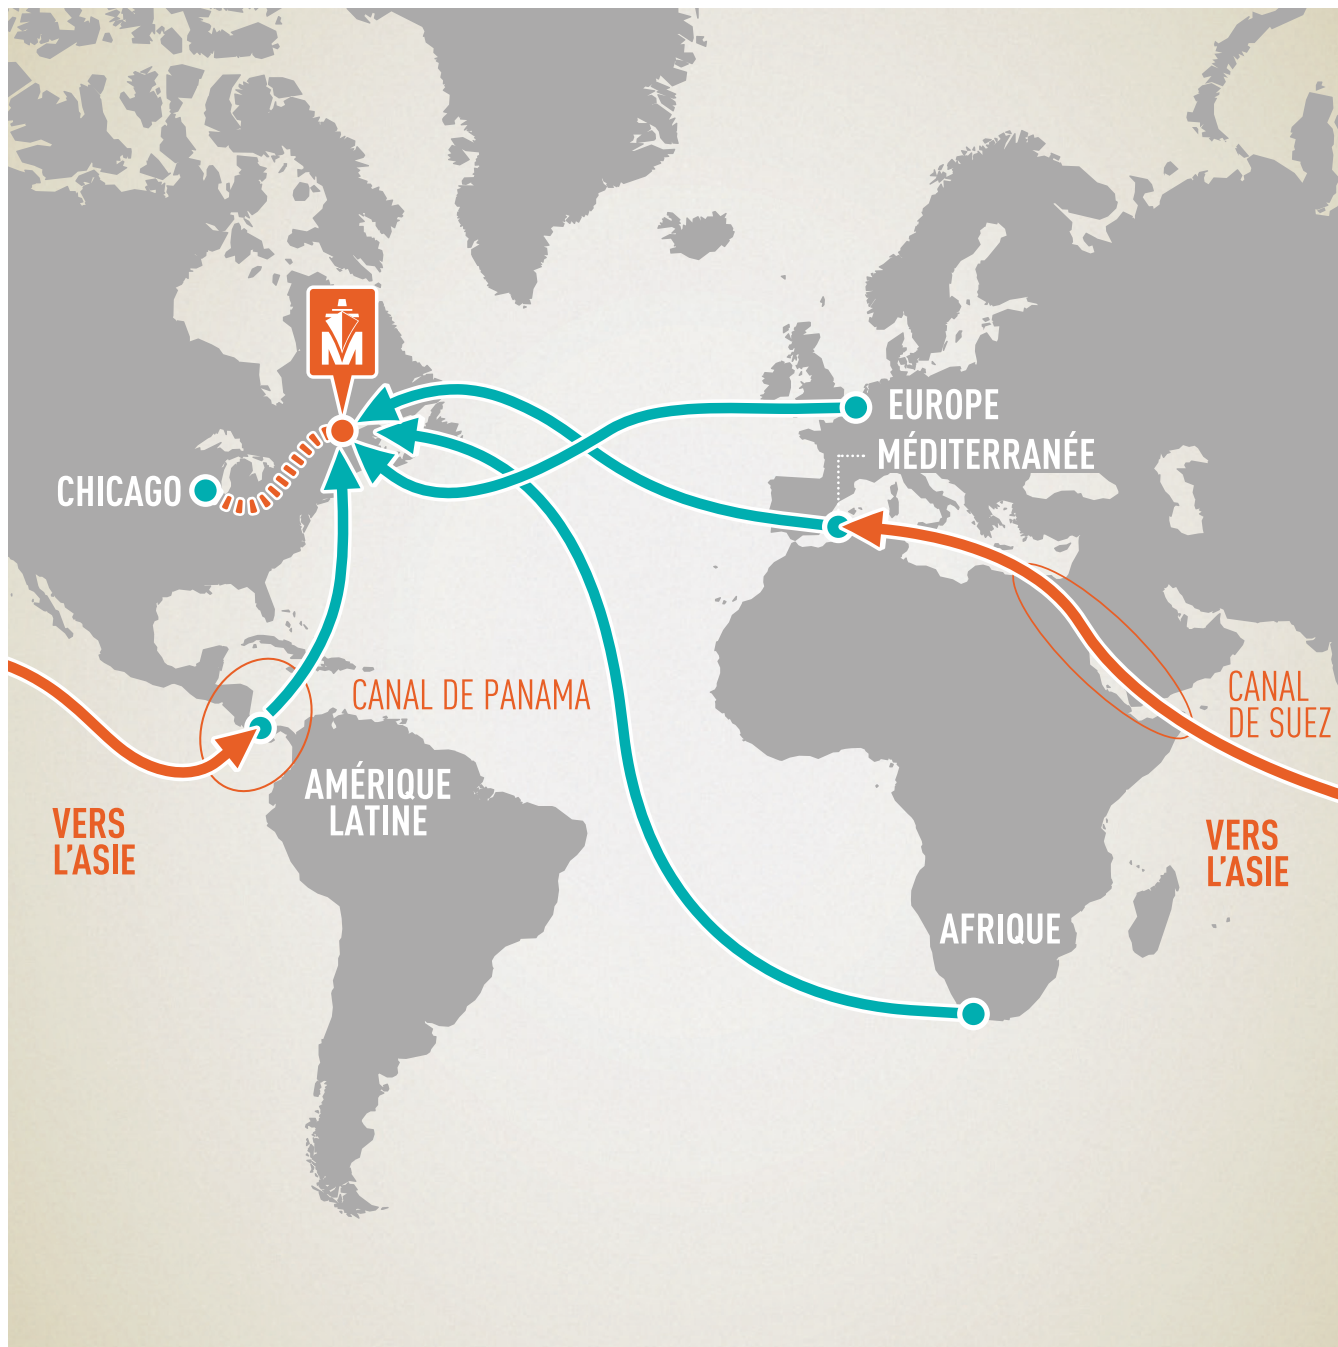 M
EUROPE
MÉDITERRANÉE
CHICAGO
CANAL DE PANAMA
CANAL
DE SUEZ
AMÉRIQUE
LATINE
VERS
L'ASIE
VERS
L'ASIE
AFRIQUE